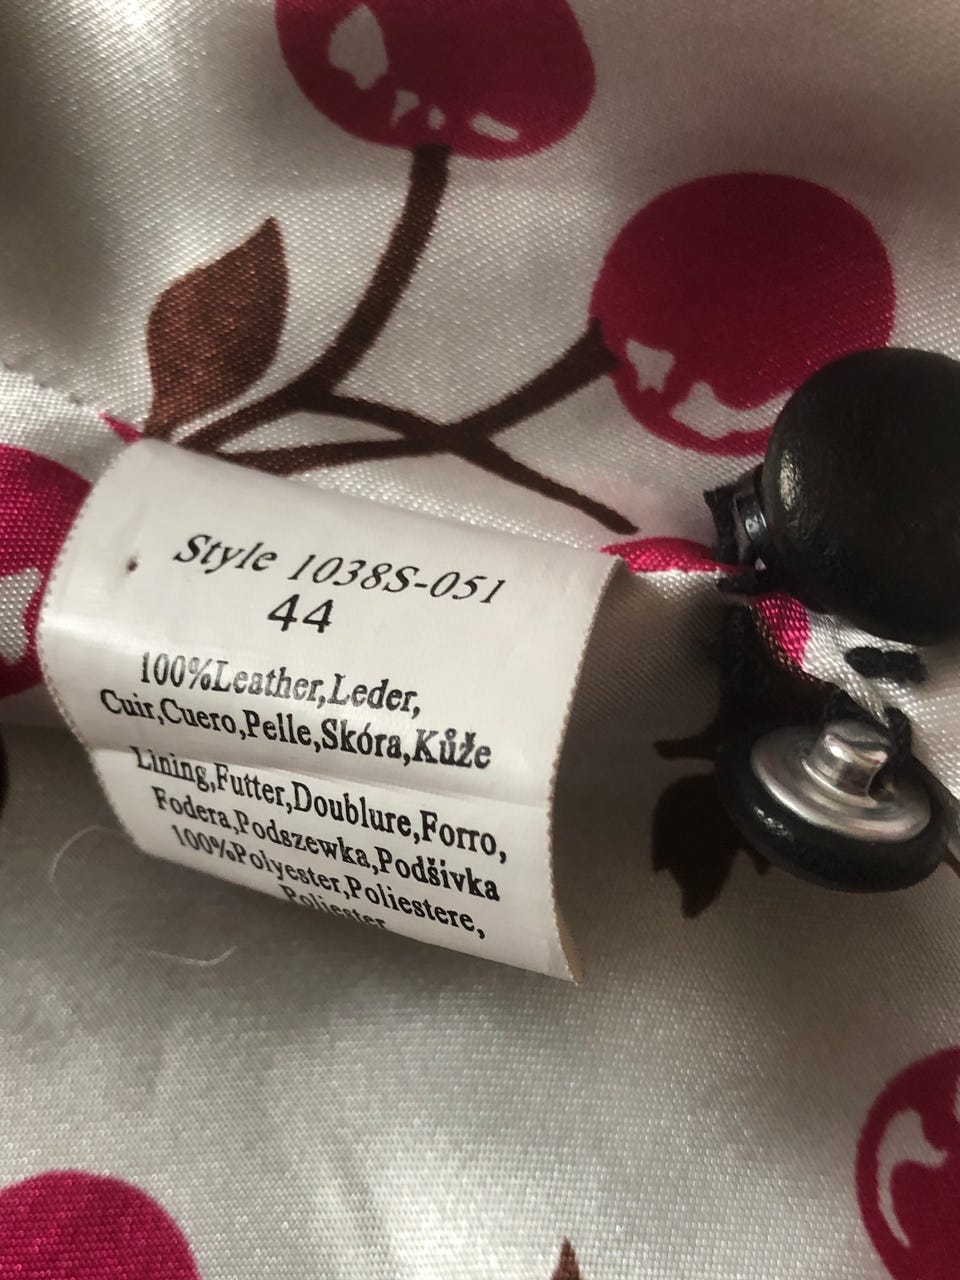 Style 1038S-051
44
100%Leather,Leder,
Cuir,Cuero,Pelle,Skóra,Kůže
Lining,Futter,Doublure,Forro,
Fodera,Podszewka,Podšivka
100%Polyester,Poliestere,
Poliester